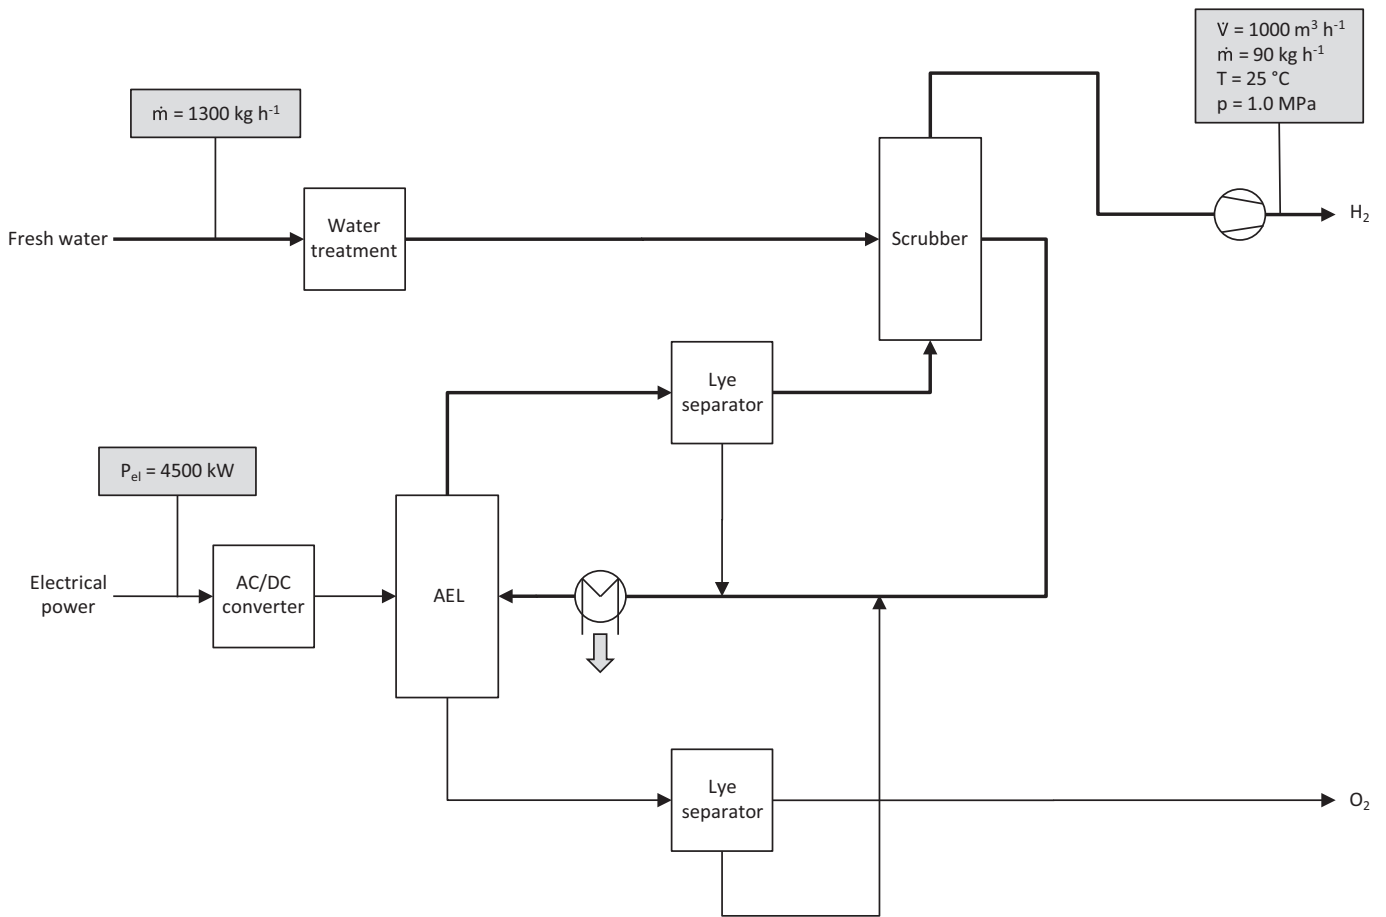 V̇ = 1000 m³ h⁻¹
ṁ = 90 kg h⁻¹
T = 25 °C
p = 1.0 MPa
ṁ = 1300 kg h⁻¹
Fresh water
Water
treatment
Scrubber
H₂
Lye
separator
Pₑₗ = 4500 kW
Electrical
power
AC/DC
converter
AEL
Lye
separator
O₂